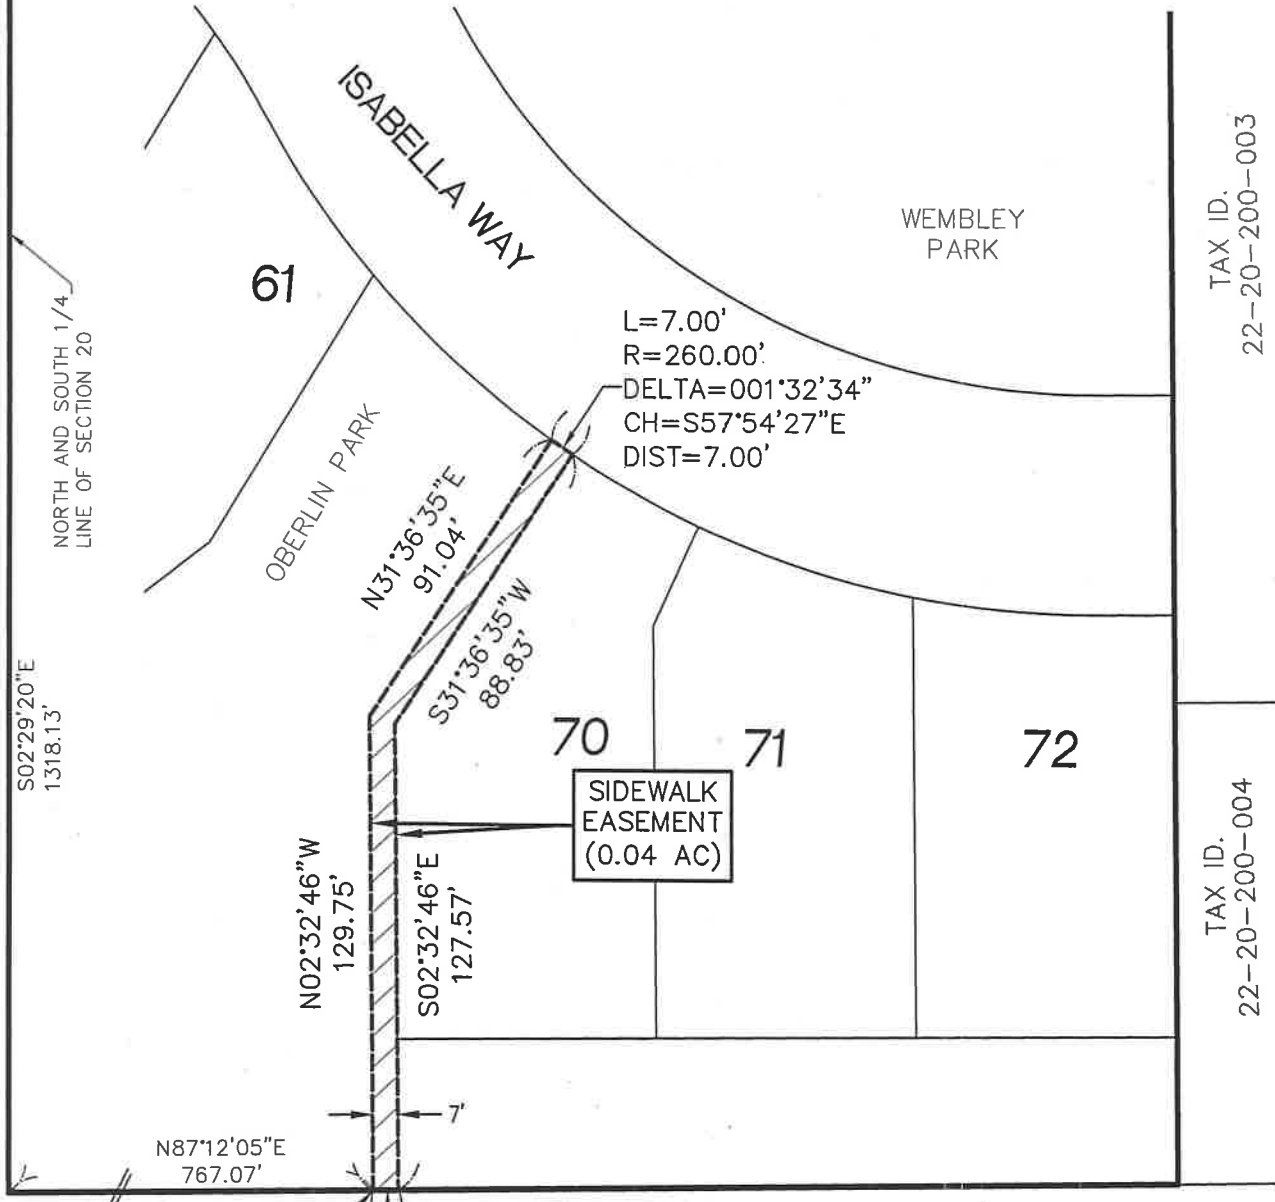 ISABELLA WAY
WEMBLEY
PARK
TAX ID.
22-20-200-003
61
NORTH AND SOUTH 1/4
LINE OF SECTION 20
L=7.00'
R=260.00'
DELTA=001°32'34"
CH=S57°54'27"E
DIST=7.00'
OBERLIN PARK
N31°36'35"E
91.04'
S31°36'35"W
88.83'
S02°29'20"E
1318.13'
70
71
72
SIDEWALK
EASEMENT
(0.04 AC)
N02°32'46"W
129.75'
S02°32'46"E
127.57'
TAX ID.
22-20-200-004
7'
N87°12'05"E
767.07'